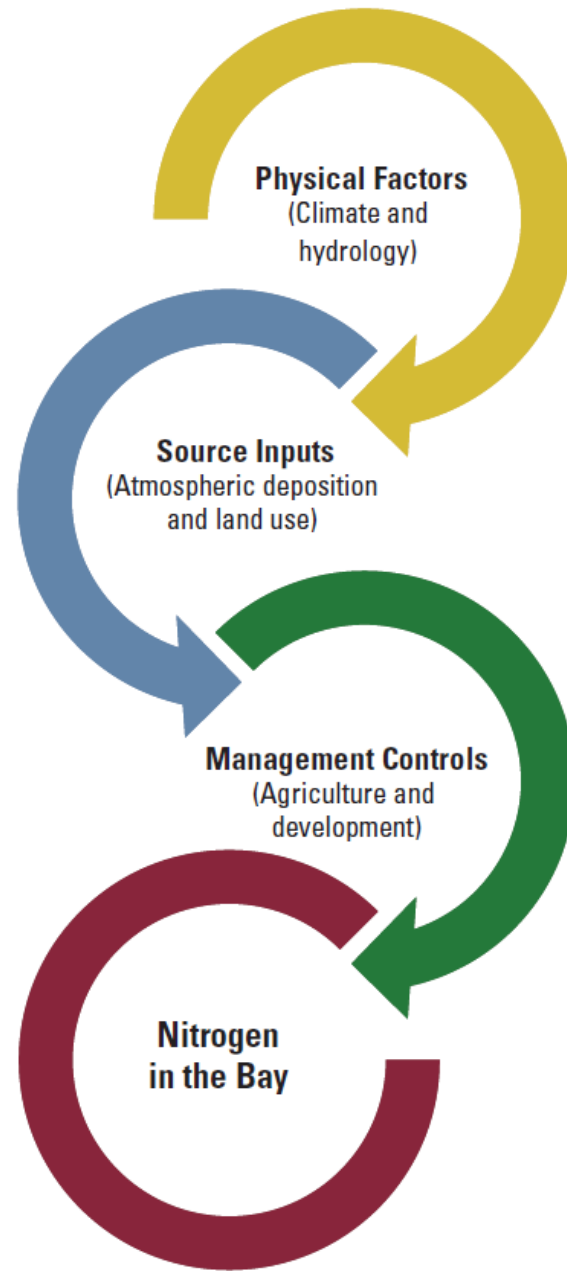 Physical Factors
(Climate and
hydrology)
Source Inputs
(Atmospheric deposition
and land use)
Management Controls
(Agriculture and
development)
Nitrogen
in the Bay